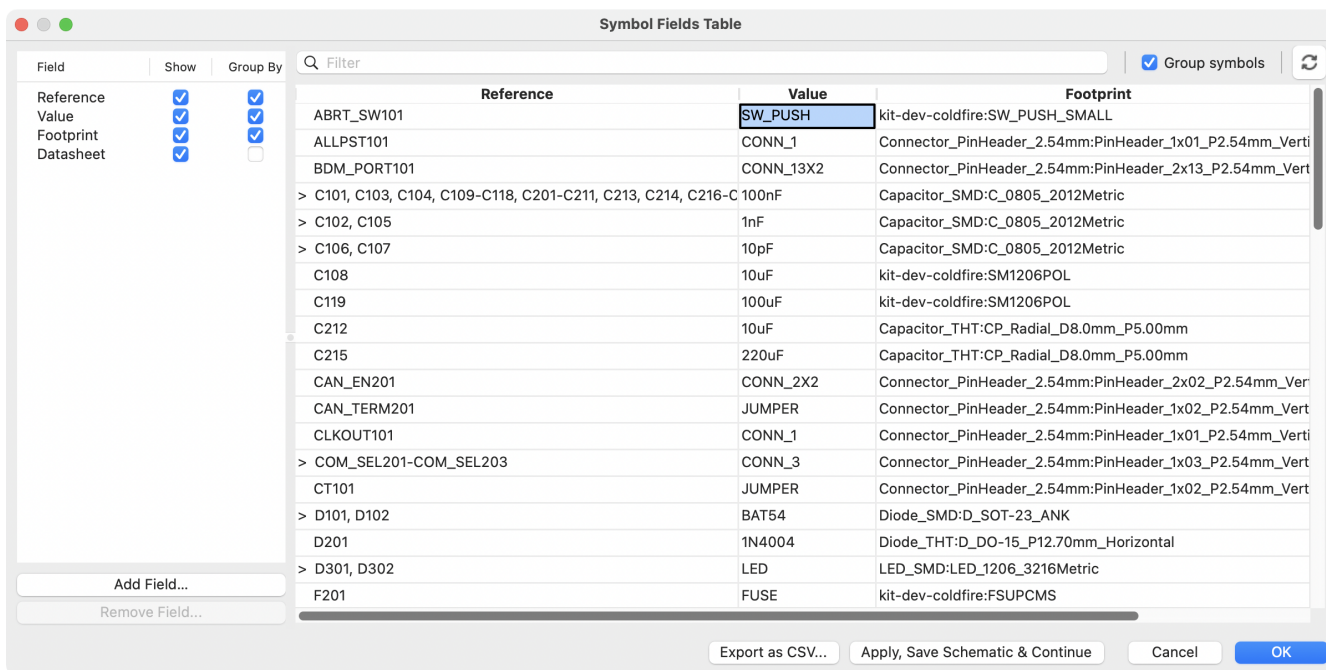 Symbol Fields Table
Field Show Group By
Reference
Value
Footprint
Datasheet
Add Field...
Remove Field...
Filter
Group symbols
Reference Value Footprint
ABRT_SW101 SW_PUSH kit-dev-coldfire:SW_PUSH_SMALL
ALLPST101 CONN_1 Connector_PinHeader_2.54mm:PinHeader_1x01_P2.54mm_Verti
BDM_PORT101 CONN_13X2 Connector_PinHeader_2.54mm:PinHeader_2x13_P2.54mm_Vert
> C101, C103, C104, C109-C118, C201-C211, C213, C214, C216-C 100nF Capacitor_SMD:C_0805_2012Metric
> C102, C105 1nF Capacitor_SMD:C_0805_2012Metric
> C106, C107 10pF Capacitor_SMD:C_0805_2012Metric
C108 10uF kit-dev-coldfire:SM1206POL
C119 100uF kit-dev-coldfire:SM1206POL
C212 10uF Capacitor_THT:CP_Radial_D8.0mm_P5.00mm
C215 220uF Capacitor_THT:CP_Radial_D8.0mm_P5.00mm
CAN_EN201 CONN_2X2 Connector_PinHeader_2.54mm:PinHeader_2x02_P2.54mm_Ver
CAN_TERM201 JUMPER Connector_PinHeader_2.54mm:PinHeader_1x02_P2.54mm_Vert
CLKOUT101 CONN_1 Connector_PinHeader_2.54mm:PinHeader_1x01_P2.54mm_Verti
> COM_SEL201-COM_SEL203 CONN_3 Connector_PinHeader_2.54mm:PinHeader_1x03_P2.54mm_Vert
CT101 JUMPER Connector_PinHeader_2.54mm:PinHeader_1x02_P2.54mm_Vert
> D101, D102 BAT54 Diode_SMD:D_SOT-23_ANK
D201 1N4004 Diode_THT:D_DO-15_P12.70mm_Horizontal
> D301, D302 LED LED_SMD:LED_1206_3216Metric
F201 FUSE kit-dev-coldfire:FSUPCMS
Export as CSV... Apply, Save Schematic & Continue Cancel OK